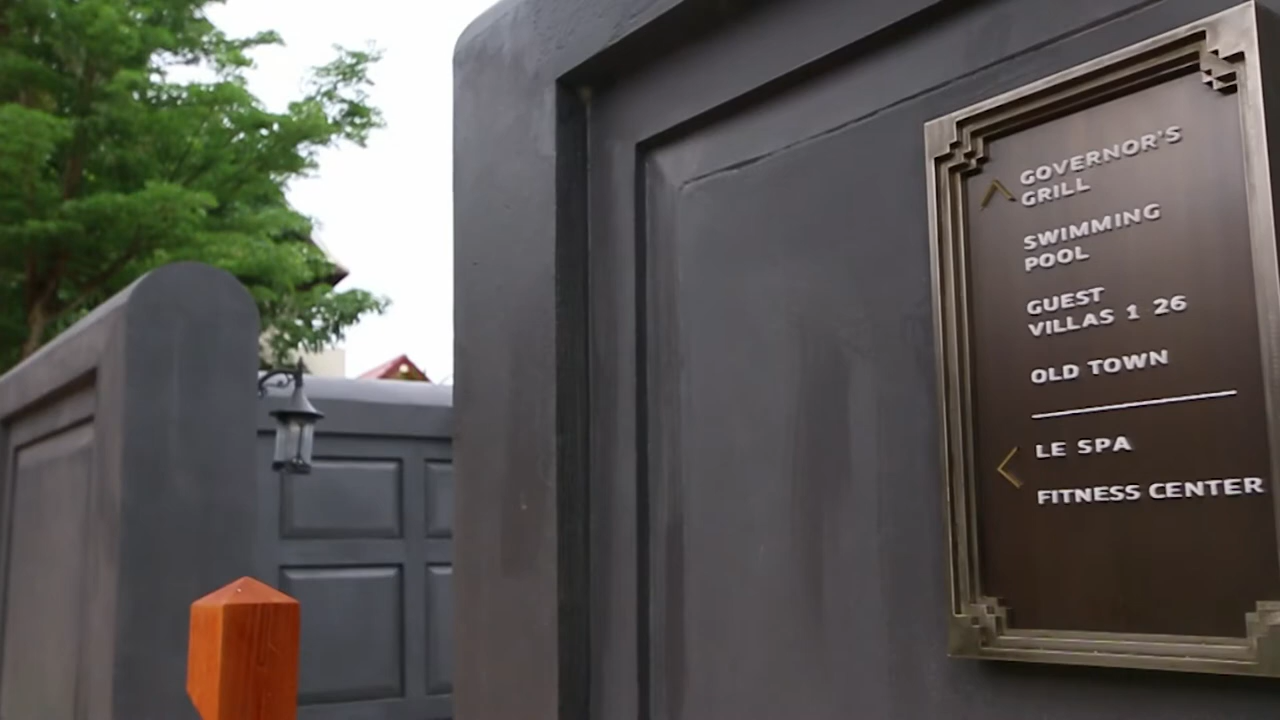 GOVERNOR'S
GRILL
SWIMMING
POOL
GUEST
VILLAS 1 26
OLD TOWN
LE SPA
FITNESS CENTER